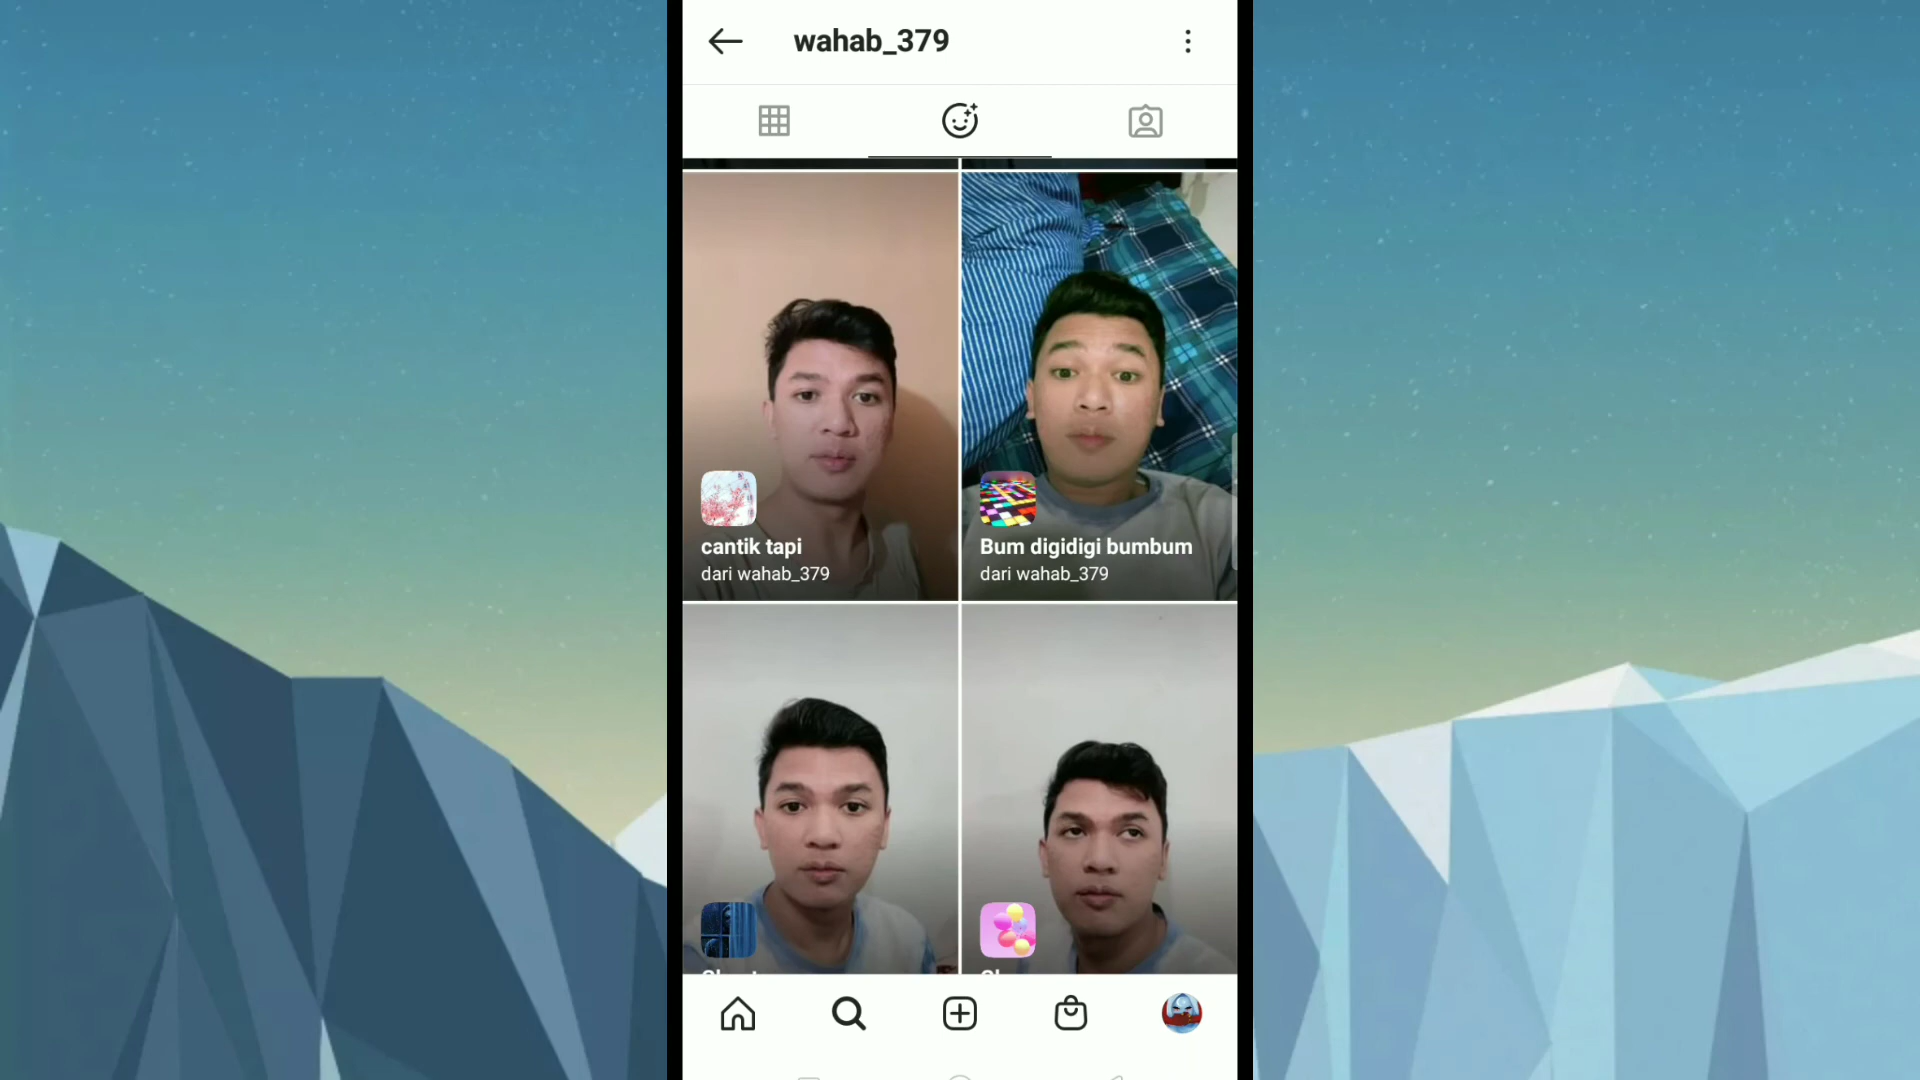 wahab_379
cantik tapi
dari wahab_379
Bum digidigi bumbum
dari wahab_379